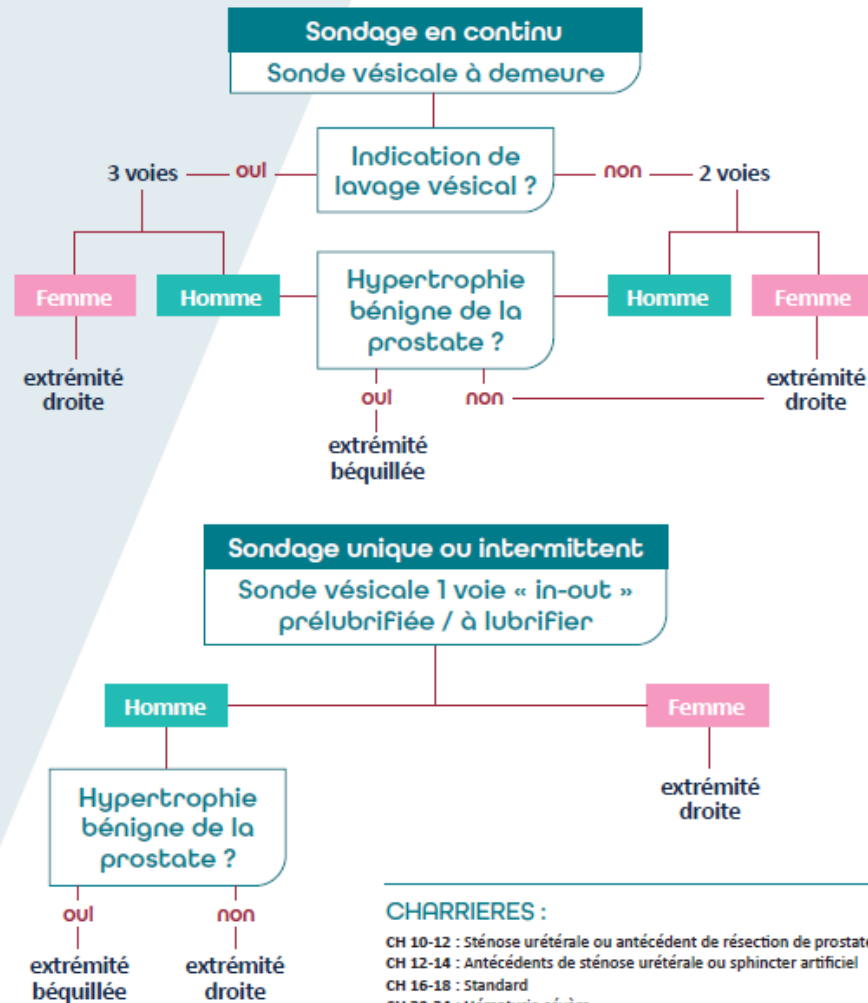 Sondage en continu
Sonde vésicale à demeure
Indication de
lavage vésical ?
3 voies
oui
non
2 voies
Femme
Homme
Hypertrophie
bénigne de la
prostate ?
Homme
Femme
extrémité
droite
oui
non
extrémité
droite
extrémité
béquillée
Sondage unique ou intermittent
Sonde vésicale 1 voie « in-out »
prélubrifiée / à lubrifier
Homme
Femme
extrémité
droite
Hypertrophie
bénigne de la
prostate ?
oui
non
extrémité
béquillée
extrémité
droite
CHARRIERES :
CH 10-12 : Sténose urétérale ou antécédent de résection de prostate
CH 12-14 : Antécédents de sténose urétérale ou sphincter artificiel
CH 16-18 : Standard